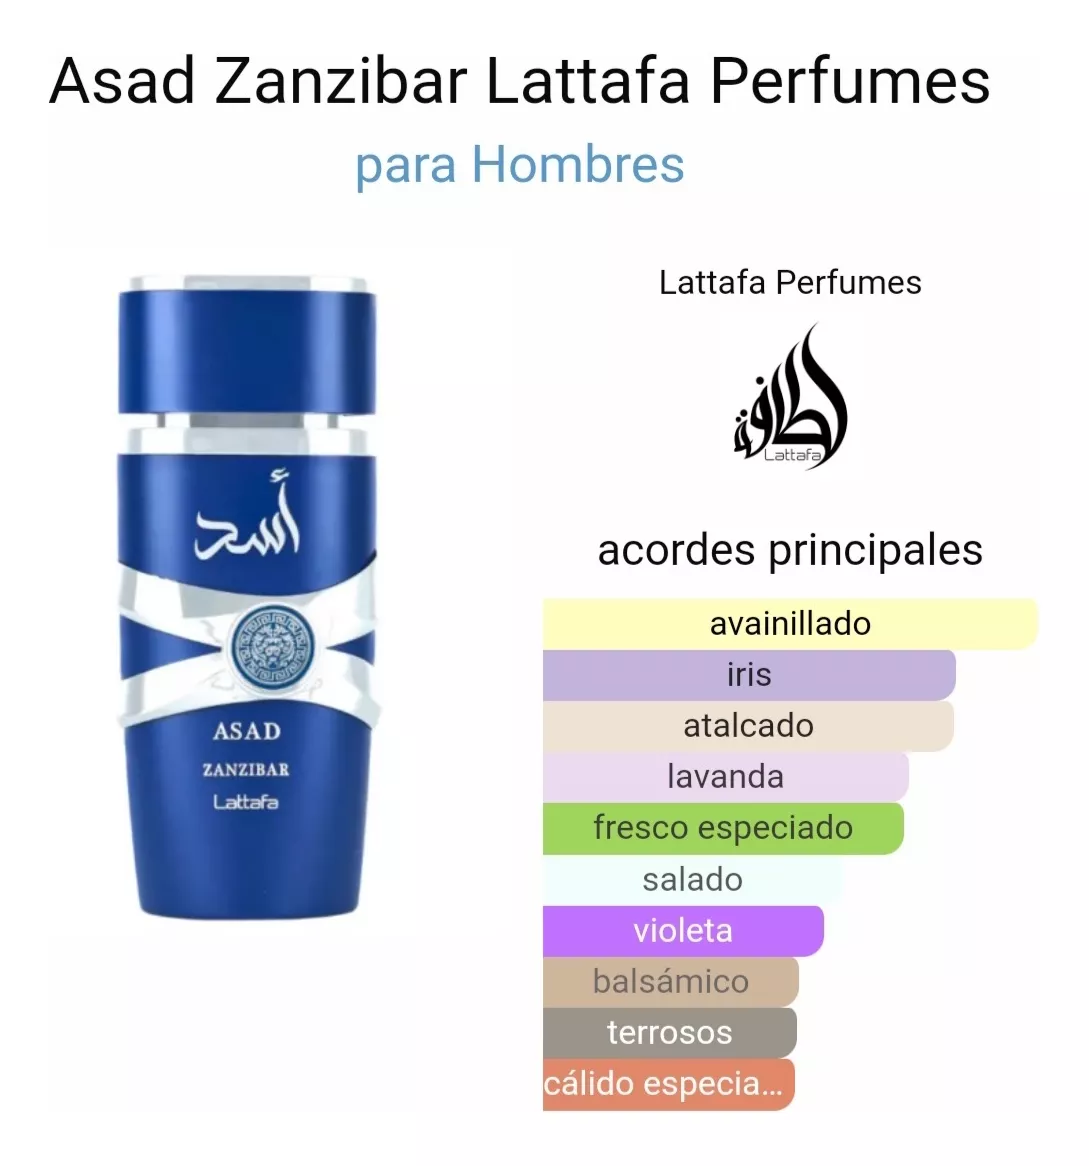 Asad Zanzibar Lattafa Perfumes
para Hombres
أسد
ASAD
ZANZIBAR
Lattafa
Lattafa Perfumes
لطافة
Lattafa
acordes principales
avainillado
iris
atalcado
lavanda
fresco especiado
salado
violeta
balsámico
terrosos
cálido especia...